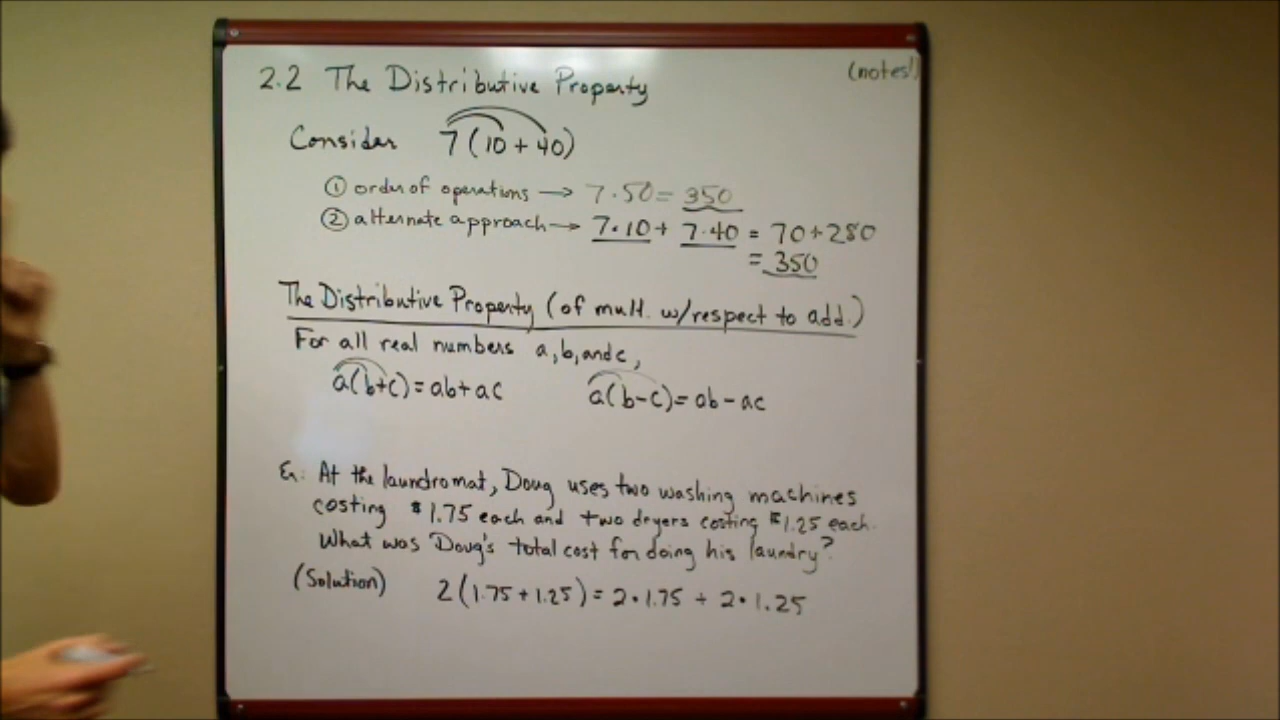 2.2 The Distributive Property
(notes!)
Consider 7(10+40)
① order of operations → 7·50 = 350
② alternate approach → 7·10 + 7·40 = 70+280
= 350
The Distributive Property (of mult. w/respect to add.)
For all real numbers a, b, and c,
a(b+c) = ab+ac a(b-c) = ab - ac
Ex: At the laundromat, Doug uses two washing machines
costing $1.75 each and two dryers costing $1.25 each.
What was Doug's total cost for doing his laundry?
(Solution) 2(1.75 + 1.25) = 2·1.75 + 2·1.25